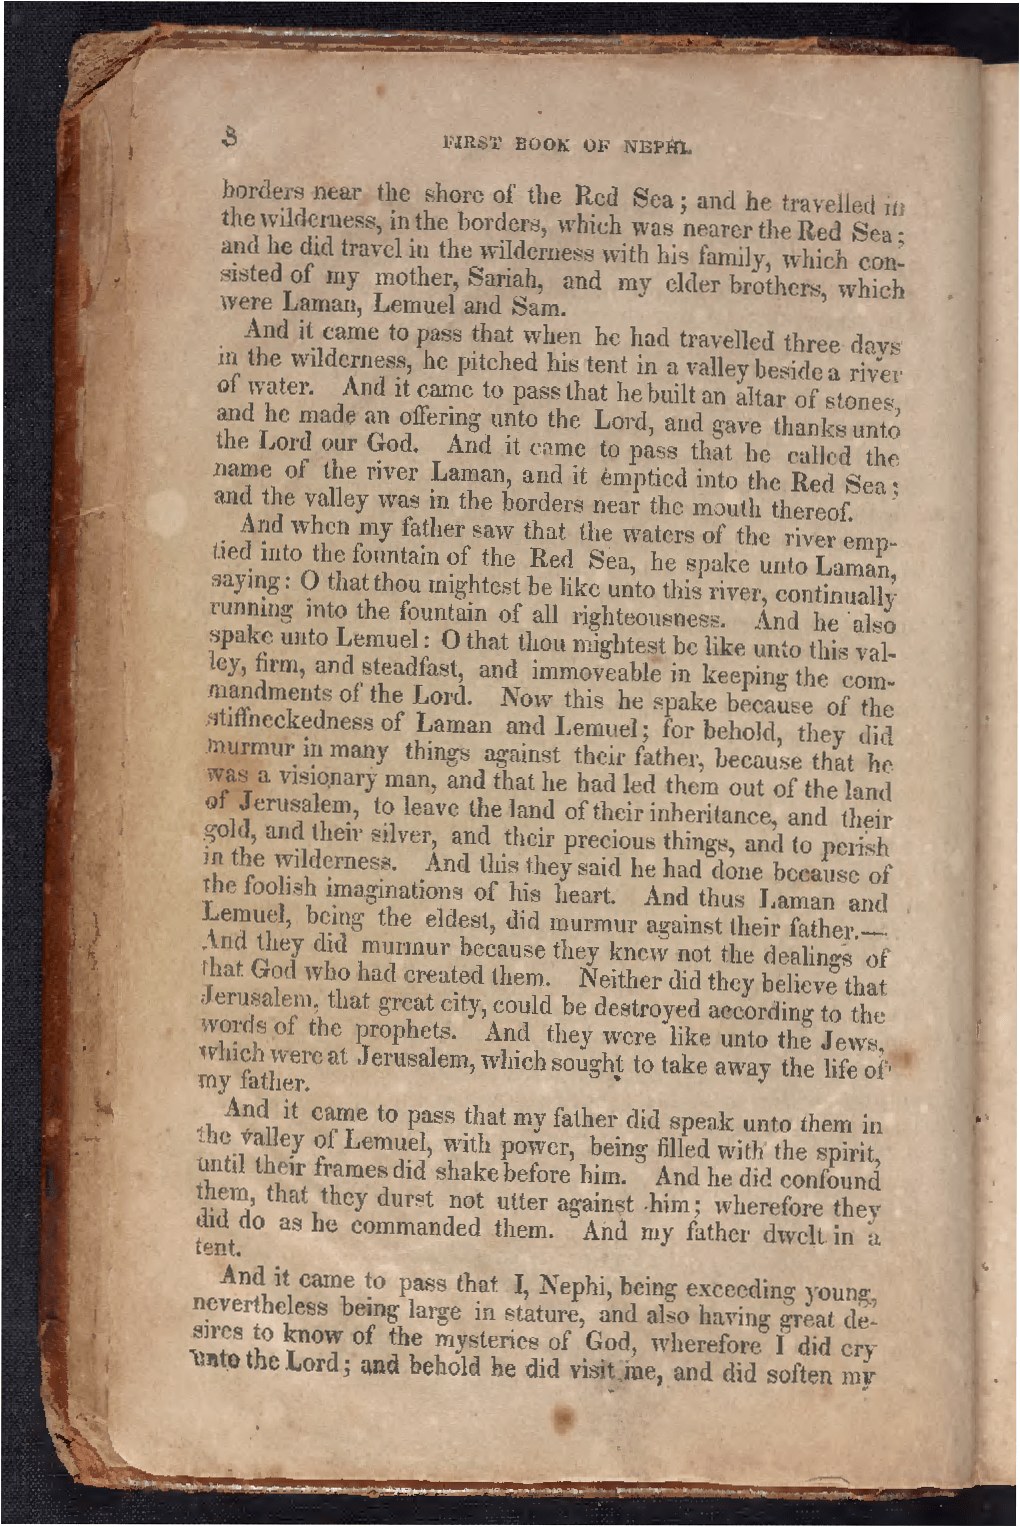 8 FIRST BOOK OF NEPHI.
borders near the shore of the Red Sea; and he travelled in
the wilderness, in the borders, which was nearer the Red Sea;
and he did travel in the wilderness with his family, which con-
sisted of my mother, Sariah, and my elder brothers, which
were Laman, Lemuel and Sam.
And it came to pass that when he had travelled three days
in the wilderness, he pitched his tent in a valley beside a river
of water. And it came to pass that he built an altar of stones,
and he made an offering unto the Lord, and gave thanks unto
the Lord our God. And it came to pass that he called the
name of the river Laman, and it emptied into the Red Sea;
and the valley was in the borders near the mouth thereof.
And when my father saw that the waters of the river emp-
tied into the fountain of the Red Sea, he spake unto Laman,
saying: O that thou mightest be like unto this river, continually
running into the fountain of all righteousness. And he also
spake unto Lemuel: O that thou mightest be like unto this val-
ley, firm, and steadfast, and immoveable in keeping the com-
mandments of the Lord. Now this he spake because of the
stiffneckedness of Laman and Lemuel; for behold, they did
murmur in many things against their father, because that he
was a visionary man, and that he had led them out of the land
of Jerusalem, to leave the land of their inheritance, and their
gold, and their silver, and their precious things, and to perish
in the wilderness. And this they said he had done because of
the foolish imaginations of his heart. And thus Laman and
Lemuel, being the eldest, did murmur against their father.—
And they did murmur because they knew not the dealings of
that God who had created them. Neither did they believe that
Jerusalem, that great city, could be destroyed according to the
words of the prophets. And they were like unto the Jews,
which were at Jerusalem, which sought to take away the life of
my father.
And it came to pass that my father did speak unto them in
the valley of Lemuel, with power, being filled with the spirit,
until their frames did shake before him. And he did confound
them, that they durst not utter against him; wherefore they
did do as he commanded them. And my father dwelt in a
tent.
And it came to pass that I, Nephi, being exceeding young,
nevertheless being large in stature, and also having great de-
sires to know of the mysteries of God, wherefore I did cry
unto the Lord; and behold he did visit me, and did soften my